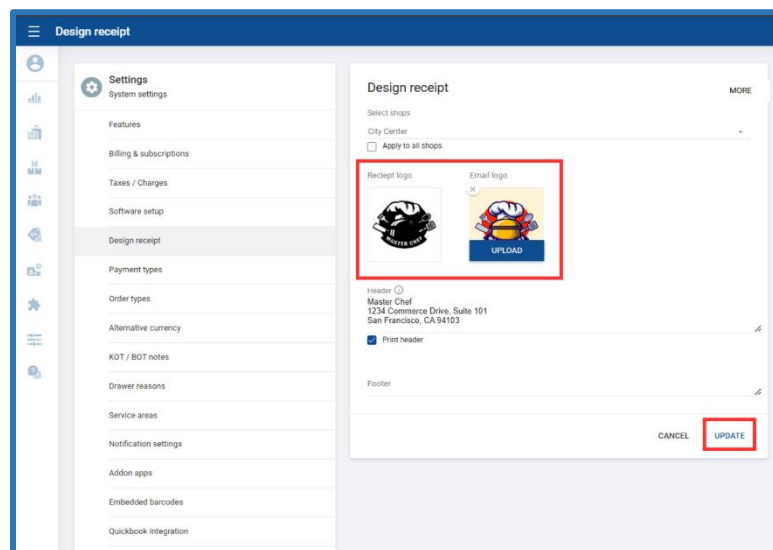 Design receipt
Settings
System settings
Features
Billing & subscriptions
Taxes / Charges
Software setup
Design receipt
Payment types
Order types
Alternative currency
KOT / BOT notes
Drawer reasons
Service areas
Notification settings
Addon apps
Embedded barcodes
Quickbook Integration
Design receipt
MORE
Select shops
City Center
Apply to all shops
Reciept logo
Email logo
MASTER CHEF
UPLOAD
Header
Master Chef
1234 Commerce Drive, Suite 101
San Francisco, CA 94103
Print header
Footer
CANCEL
UPDATE